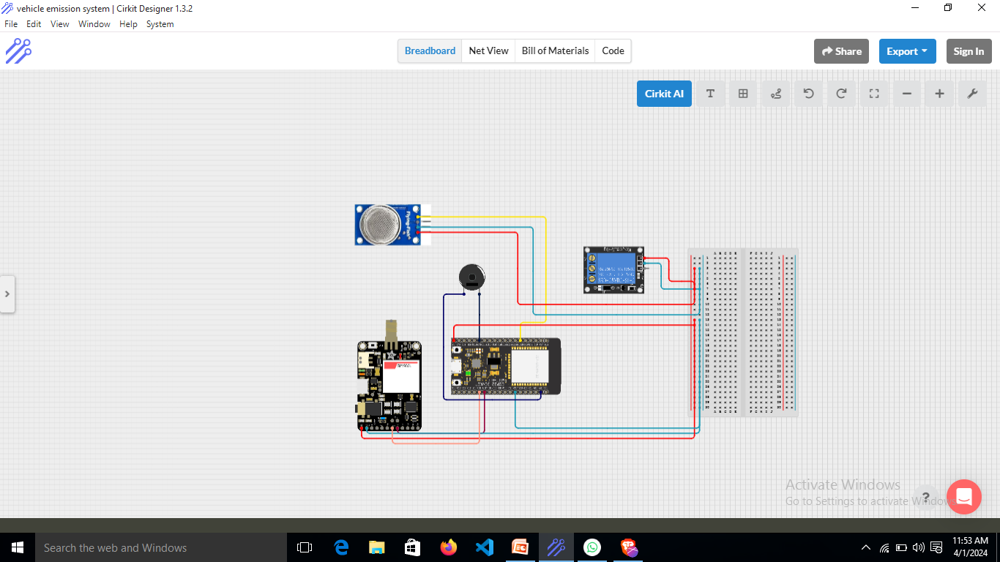 vehicle emission system | Cirkit Designer 1.3.2
File Edit View Window Help System
Breadboard Net View Bill of Materials Code
Share Export Sign In
Cirkit AI
T
Flying-Fish
A B C D E F G H I J
A B C D E F G H I J
Activate Windows
Go to Settings to activate Windows
?
Search the web and Windows
11:53 AM
4/1/2024